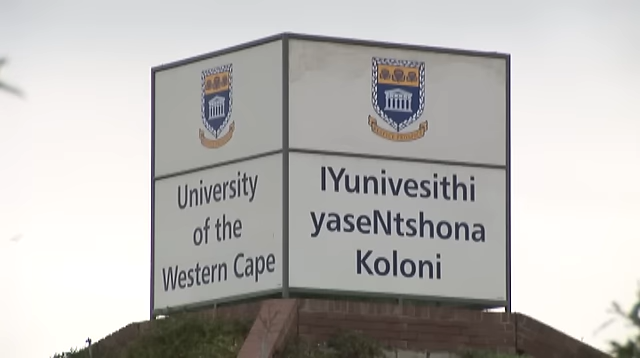 University
of the
Western Cape
IYunivesithi
yaseNtshona
Koloni